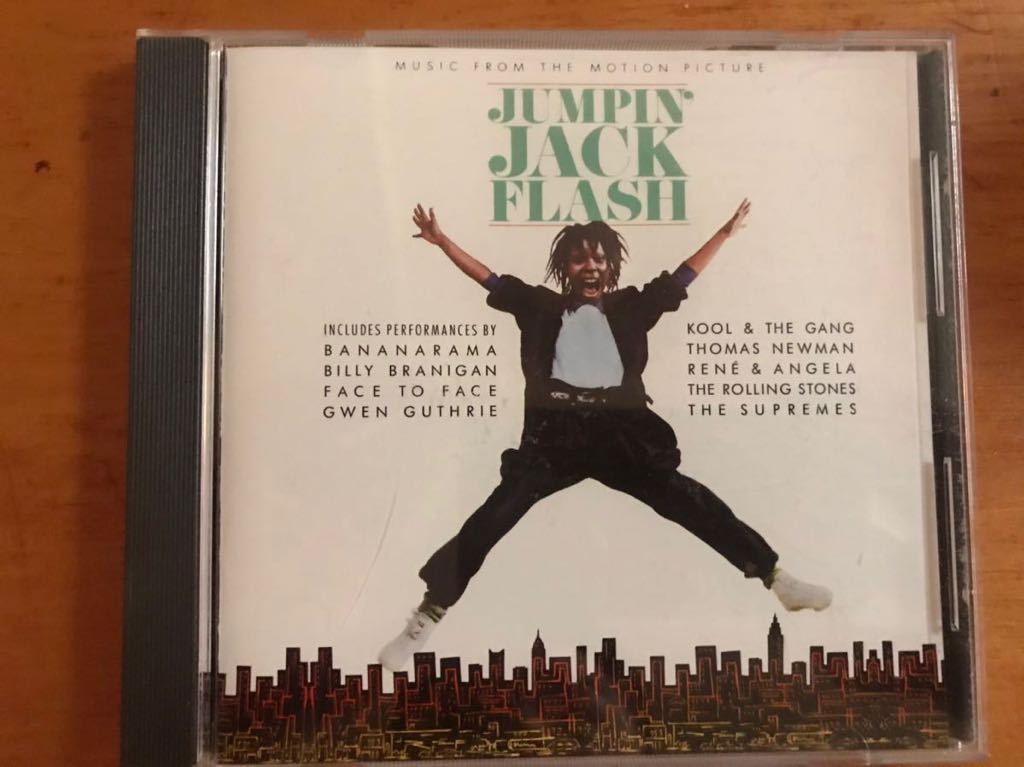 MUSIC FROM THE MOTION PICTURE
JUMPIN'
JACK
FLASH
INCLUDES PERFORMANCES BY
BANANARAMA
BILLY BRANIGAN
FACE TO FACE
GWEN GUTHRIE
KOOL & THE GANG
THOMAS NEWMAN
RENÉ & ANGELA
THE ROLLING STONES
THE SUPREMES